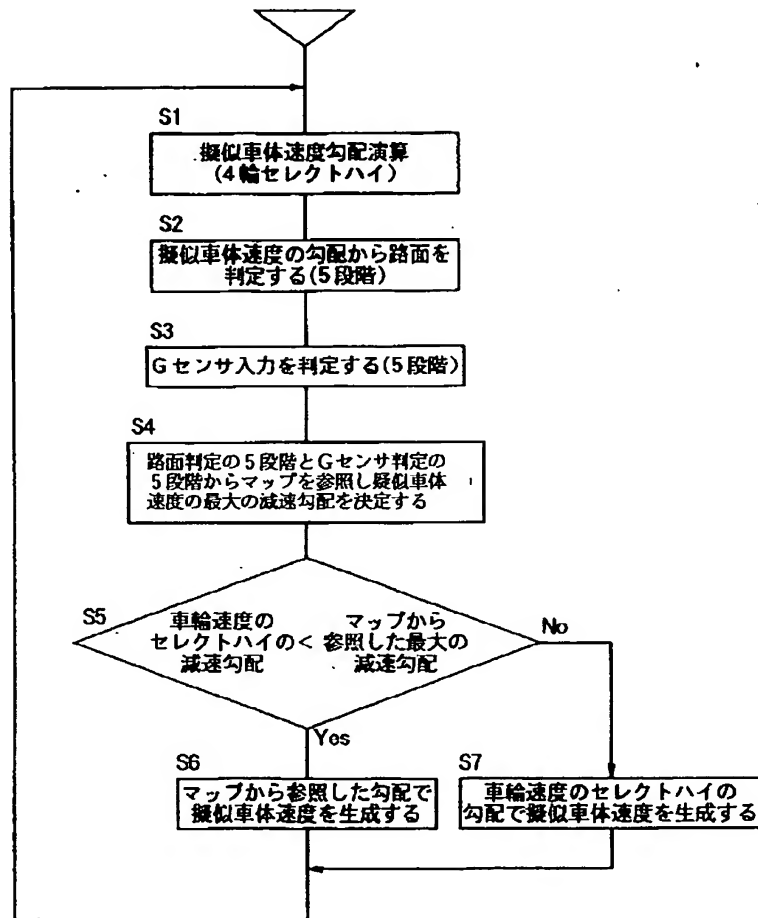 S1
擬似車体速度勾配演算
(4輪セレクトハイ)
S2
擬似車体速度の勾配から路面を
判定する(5段階)
S3
Gセンサ入力を判定する(5段階)
S4
路面判定の5段階とGセンサ判定の
5段階からマップを参照し疑似車体
速度の最大の減速勾配を決定する
S5
車輪速度の マップから
セレクトハイの < 参照した最大の
減速勾配 減速勾配
No
Yes
S6
マップから参照した勾配で
擬似車体速度を生成する
S7
車輪速度のセレクトハイの
勾配で擬似車体速度を生成する